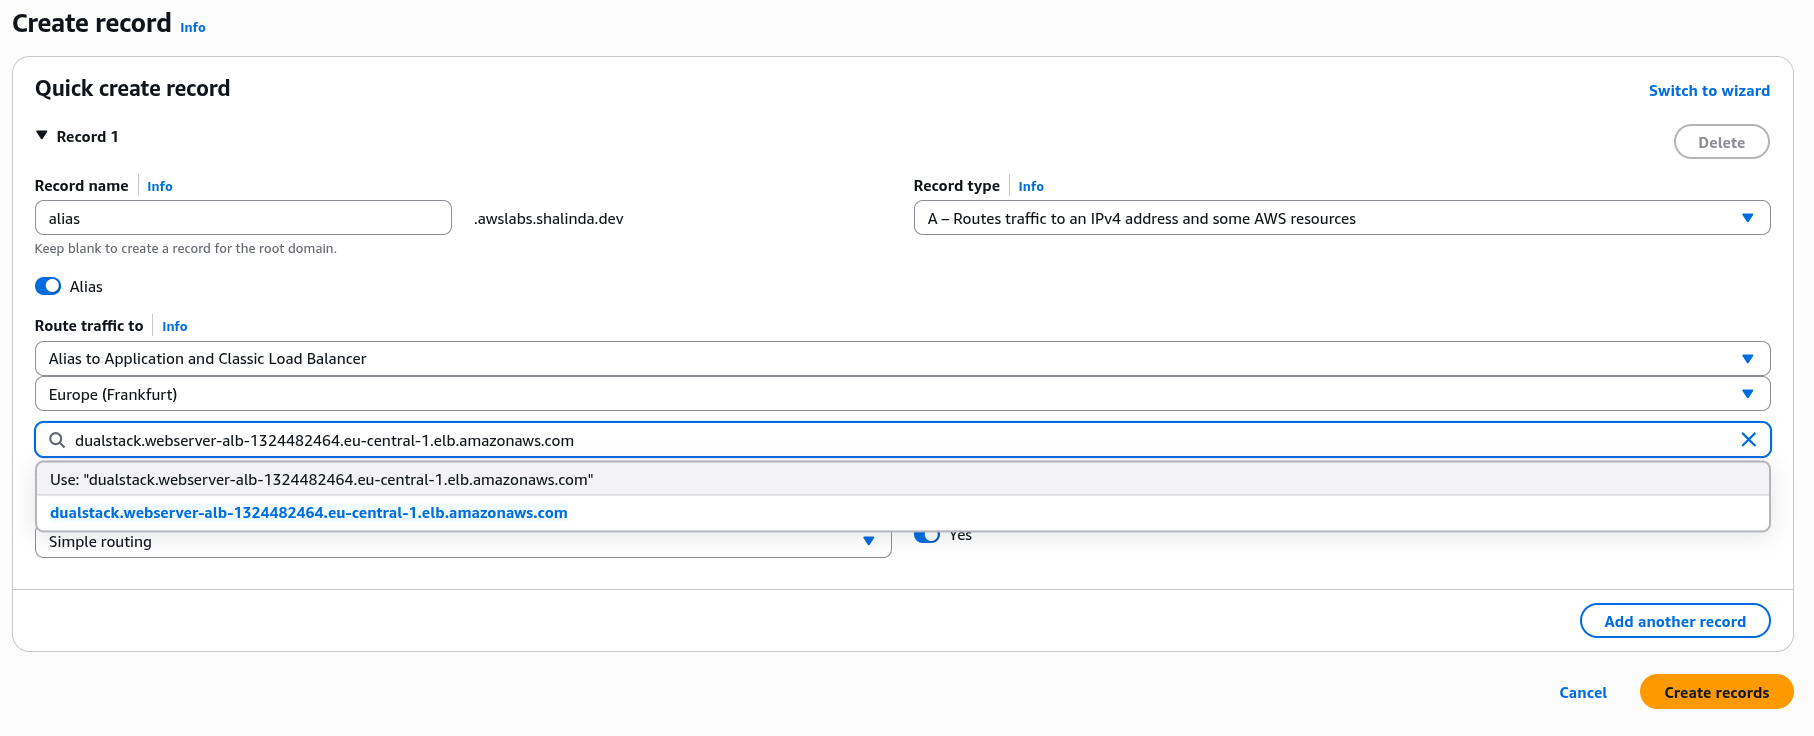 Create record Info
Quick create record
Switch to wizard
Record 1
Delete
Record name Info
Record type Info
alias
.awslabs.shalinda.dev
A – Routes traffic to an IPv4 address and some AWS resources
Keep blank to create a record for the root domain.
Alias
Route traffic to Info
Alias to Application and Classic Load Balancer
Europe (Frankfurt)
dualstack.webserver-alb-1324482464.eu-central-1.elb.amazonaws.com
Use: "dualstack.webserver-alb-1324482464.eu-central-1.elb.amazonaws.com"
dualstack.webserver-alb-1324482464.eu-central-1.elb.amazonaws.com
Simple routing
Yes
Add another record
Cancel
Create records